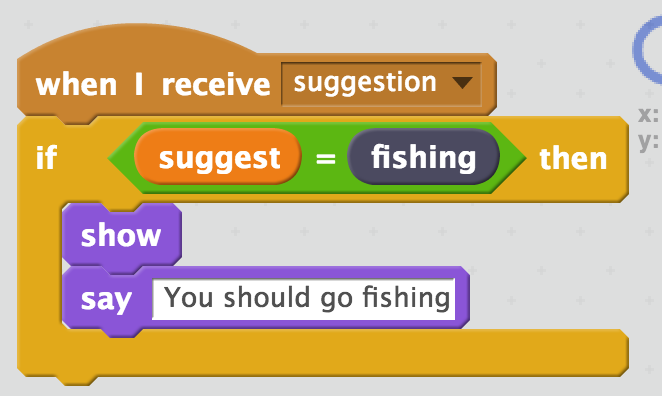 when I receive suggestion
x:
if suggest = fishing then
y:
show
say You should go fishing